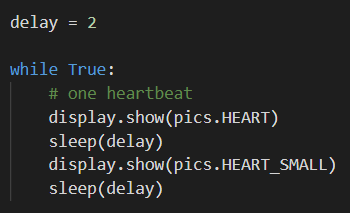 delay = 2

while True:
    # one heartbeat
    display.show(pics.HEART)
    sleep(delay)
    display.show(pics.HEART_SMALL)
    sleep(delay)